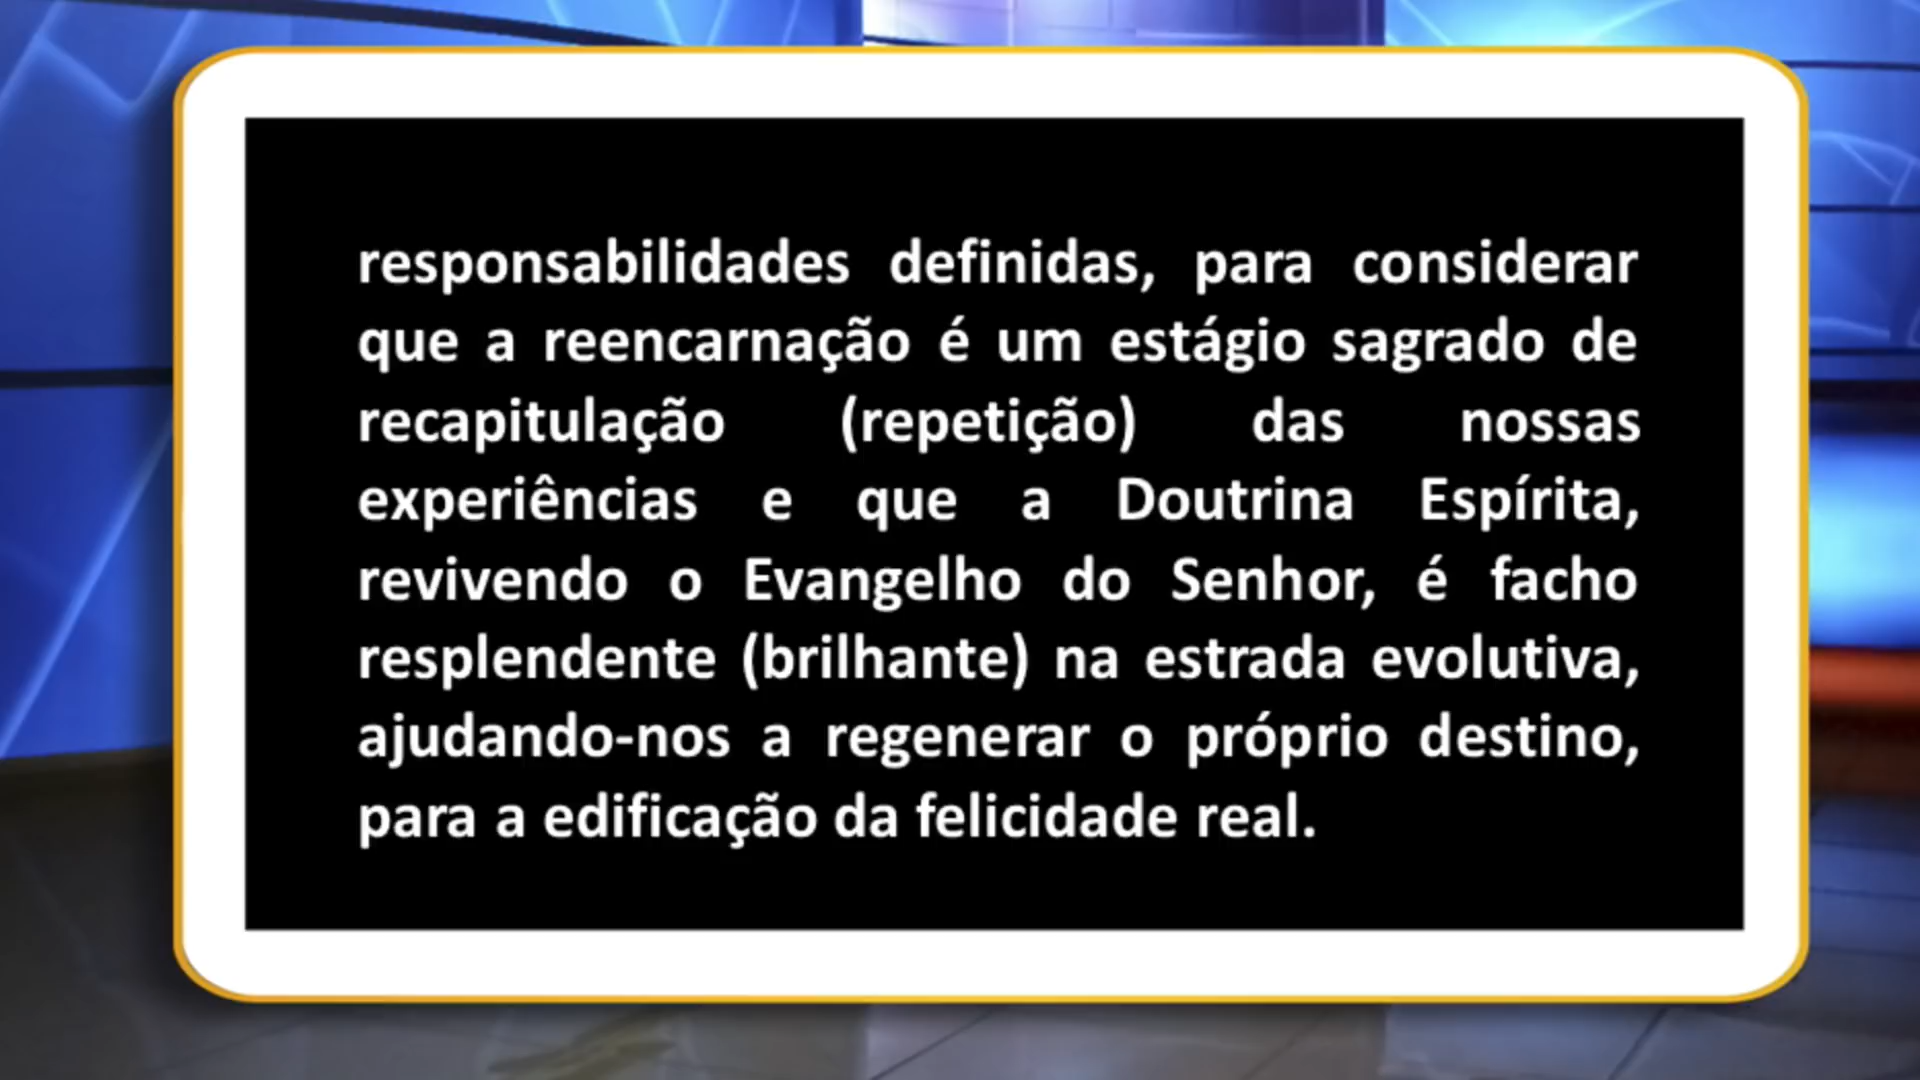 responsabilidades definidas, para considerar
que a reencarnação é um estágio sagrado de
recapitulação (repetição) das nossas
experiências e que a Doutrina Espírita,
revivendo o Evangelho do Senhor, é facho
resplendente (brilhante) na estrada evolutiva,
ajudando-nos a regenerar o próprio destino,
para a edificação da felicidade real.